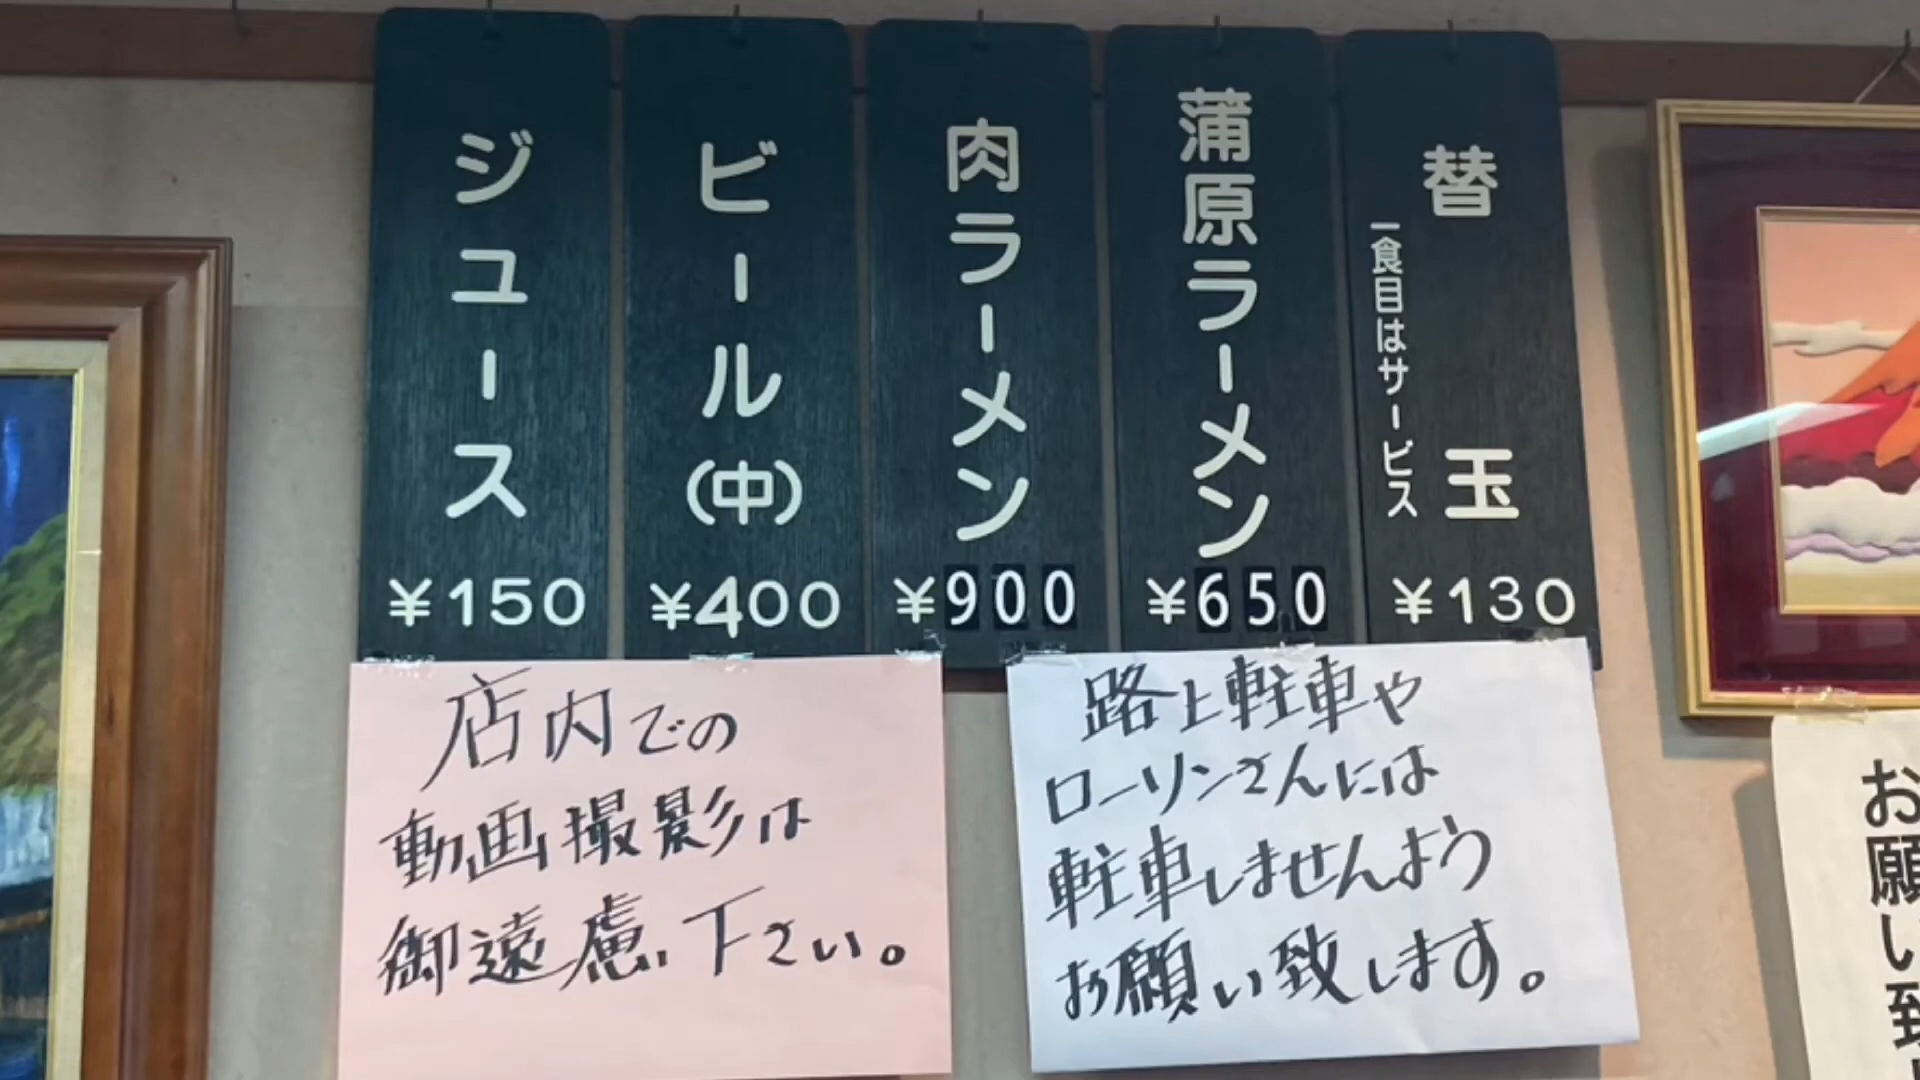 替玉
一食目はサービス
¥130
蒲原ラーメン
¥650
肉ラーメン
¥900
ビール(中)
¥400
ジュース
¥150
店内での
動画撮影は
御遠慮下さい。
路上駐車や
ローソンさんには
駐車しませんよう
お願い致します。
お願い致